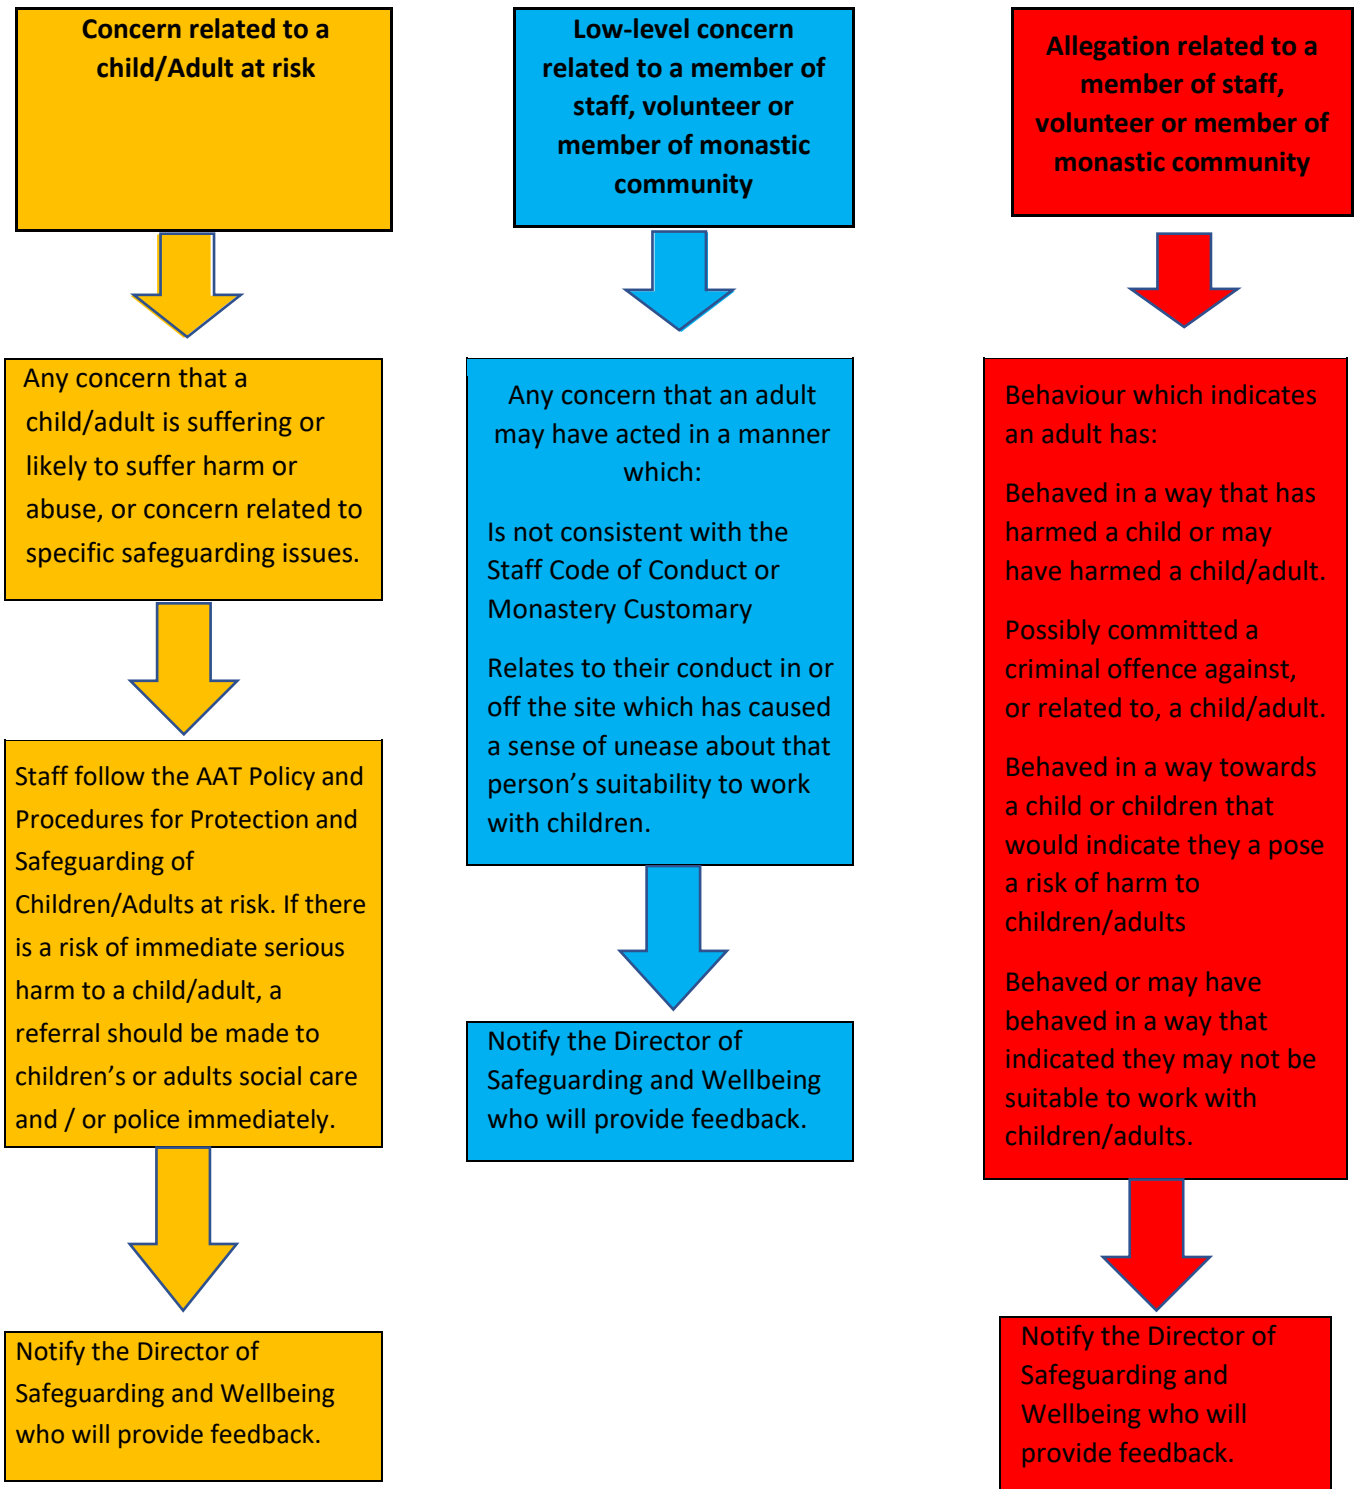 Concern related to a
child/Adult at risk
Any concern that a
child/adult is suffering or
likely to suffer harm or
abuse, or concern related to
specific safeguarding issues.
Staff follow the AAT Policy and
Procedures for Protection and
Safeguarding of
Children/Adults at risk. If there
is a risk of immediate serious
harm to a child/adult, a
referral should be made to
children’s or adults social care
and / or police immediately.
Notify the Director of
Safeguarding and Wellbeing
who will provide feedback.
Low-level concern
related to a member of
staff, volunteer or
member of monastic
community
Any concern that an adult
may have acted in a manner
which:
Is not consistent with the
Staff Code of Conduct or
Monastery Customary
Relates to their conduct in or
off the site which has caused
a sense of unease about that
person’s suitability to work
with children.
Notify the Director of
Safeguarding and Wellbeing
who will provide feedback.
Allegation related to a
member of staff,
volunteer or member of
monastic community
Behaviour which indicates
an adult has:
Behaved in a way that has
harmed a child or may
have harmed a child/adult.
Possibly committed a
criminal offence against,
or related to, a child/adult.
Behaved in a way towards
a child or children that
would indicate they a pose
a risk of harm to
children/adults
Behaved or may have
behaved in a way that
indicated they may not be
suitable to work with
children/adults.
Notify the Director of
Safeguarding and
Wellbeing who will
provide feedback.